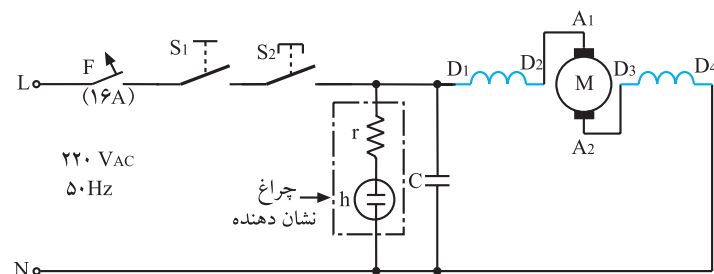 A1
S1 S2
F
L
(۱۶A)
D1 D2 D3 D4
M
A2
r
۲۲۰ VAC
۵۰Hz
چراغ
نشان دهنده
h
C
N